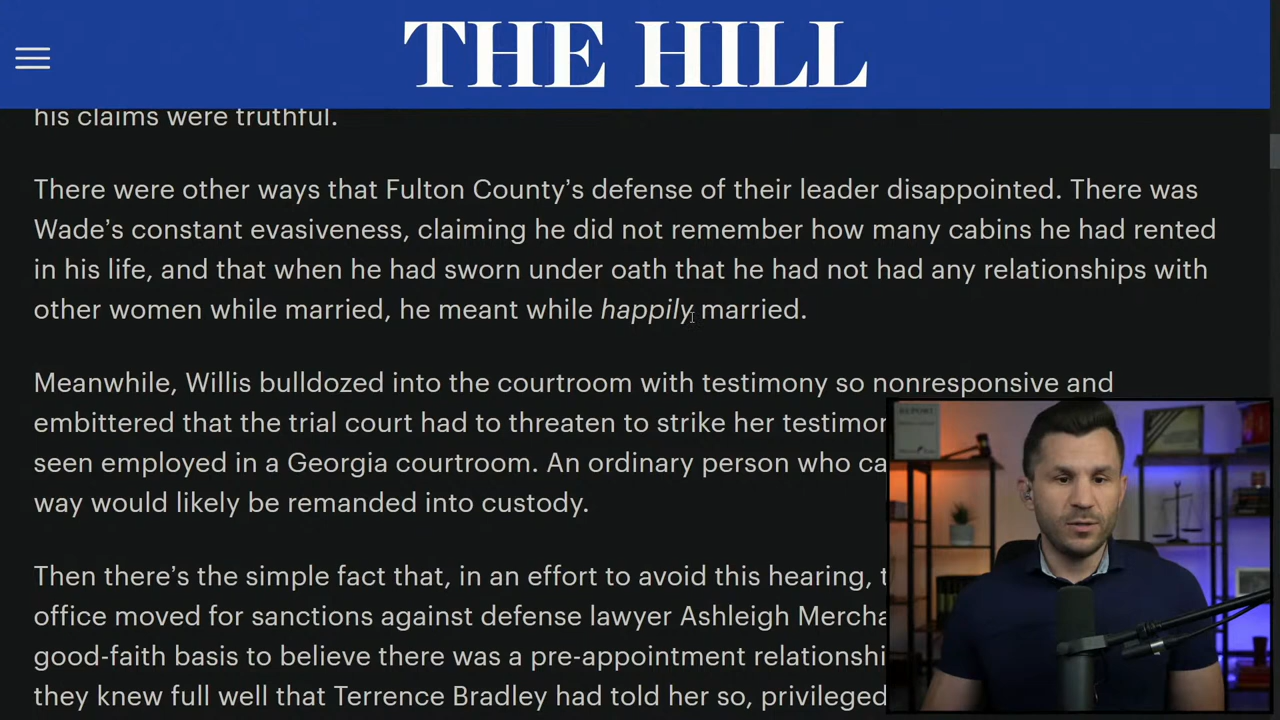 THE HILL
his claims were truthful.
There were other ways that Fulton County’s defense of their leader disappointed. There was
Wade’s constant evasiveness, claiming he did not remember how many cabins he had rented
in his life, and that when he had sworn under oath that he had not had any relationships with
other women while married, he meant while happily married.
Meanwhile, Willis bulldozed into the courtroom with testimony so nonresponsive and
embittered that the trial court had to threaten to strike her testimon
seen employed in a Georgia courtroom. An ordinary person who ca
way would likely be remanded into custody.
Then there’s the simple fact that, in an effort to avoid this hearing, t
office moved for sanctions against defense lawyer Ashleigh Mercha
good-faith basis to believe there was a pre-appointment relationshi
they knew full well that Terrence Bradley had told her so, privileged